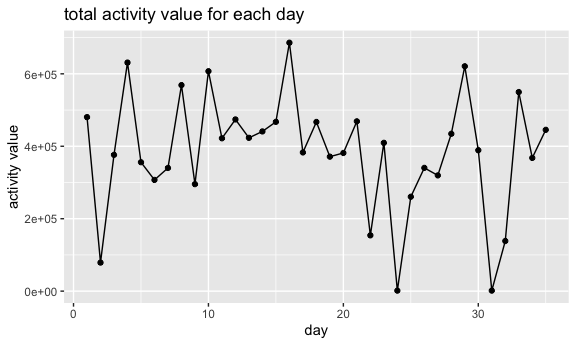 total activity value for each day
activity value
6e+05
4e+05
2e+05
0e+00
0
10
20
30
day